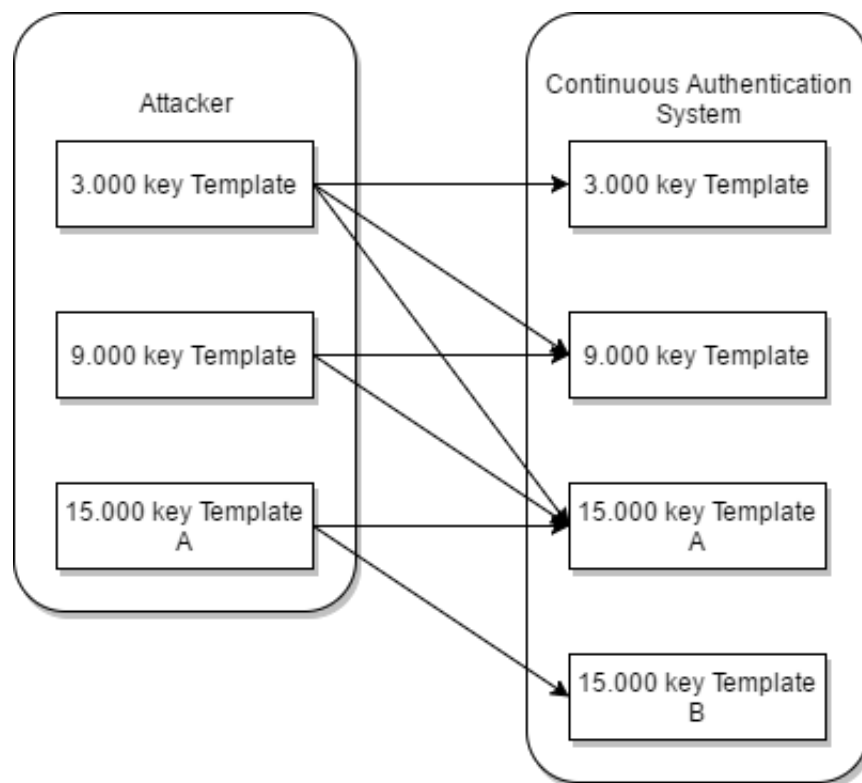 Attacker
3.000 key Template
9.000 key Template
15.000 key Template
A
Continuous Authentication
System
3.000 key Template
9.000 key Template
15.000 key Template
A
15.000 key Template
B